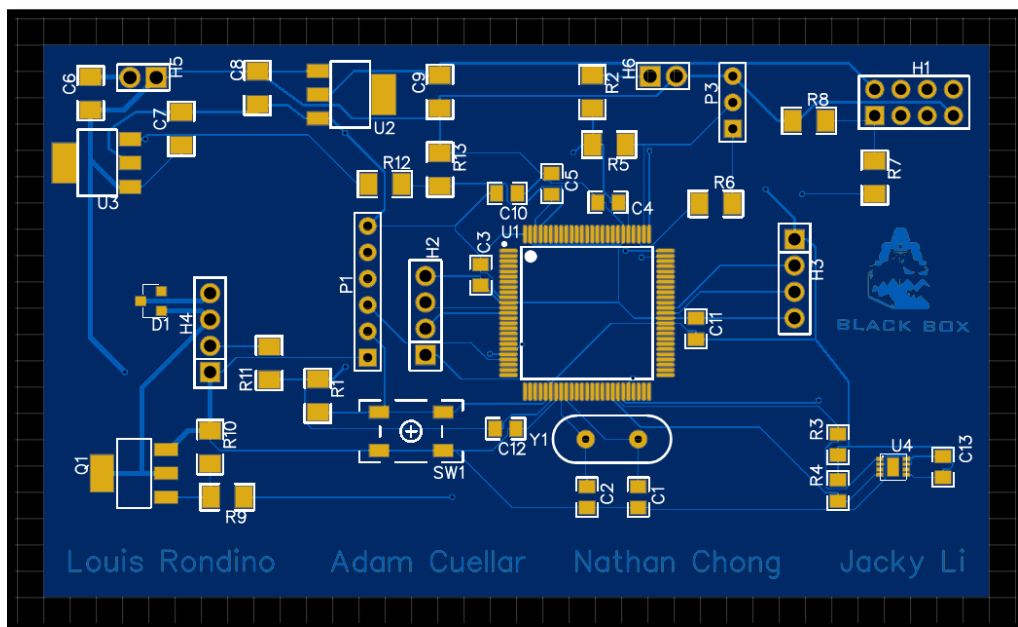 C6
H5
C8
C9
R2
H6
P3
H1
C7
U2
R8
R13
R5
R7
U3
R12
C5
C10
C4
R6
U1
H2
C3
P1
H3
D1
H4
C11
BLACK BOX
R11
R1
R10
Q1
C12
Y1
R3
U4
C13
SW1
R4
R9
C2
C1
Louis Rondino Adam Cuellar Nathan Chong Jacky Li